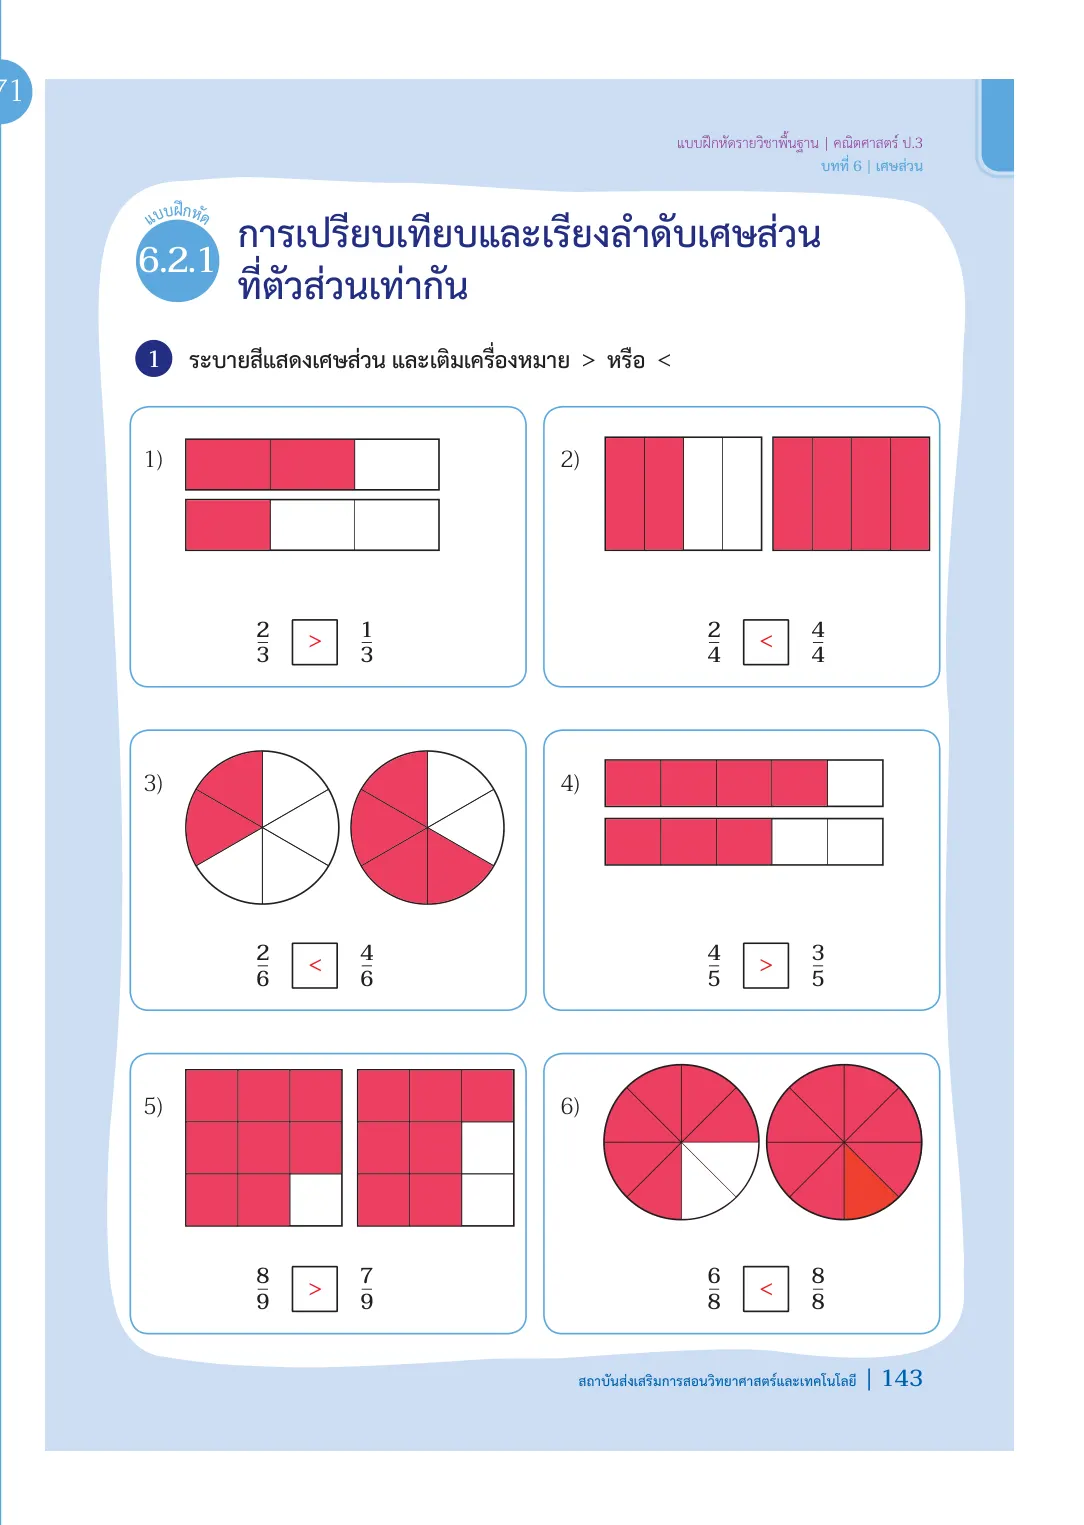 71
แบบฝึกหัดรายวิชาพื้นฐาน | คณิตศาสตร์ ป.3
บทที่ 6 | เศษส่วน
แบบฝึกหัด
6.2.1
การเปรียบเทียบและเรียงลำดับเศษส่วน
ที่ตัวส่วนเท่ากัน
1 ระบายสีแสดงเศษส่วน และเติมเครื่องหมาย > หรือ <
1)
2/3 > 1/3
2)
2/4 < 4/4
3)
2/6 < 4/6
4)
4/5 > 3/5
5)
8/9 > 7/9
6)
6/8 < 8/8
สถาบันส่งเสริมการสอนวิทยาศาสตร์และเทคโนโลยี | 143